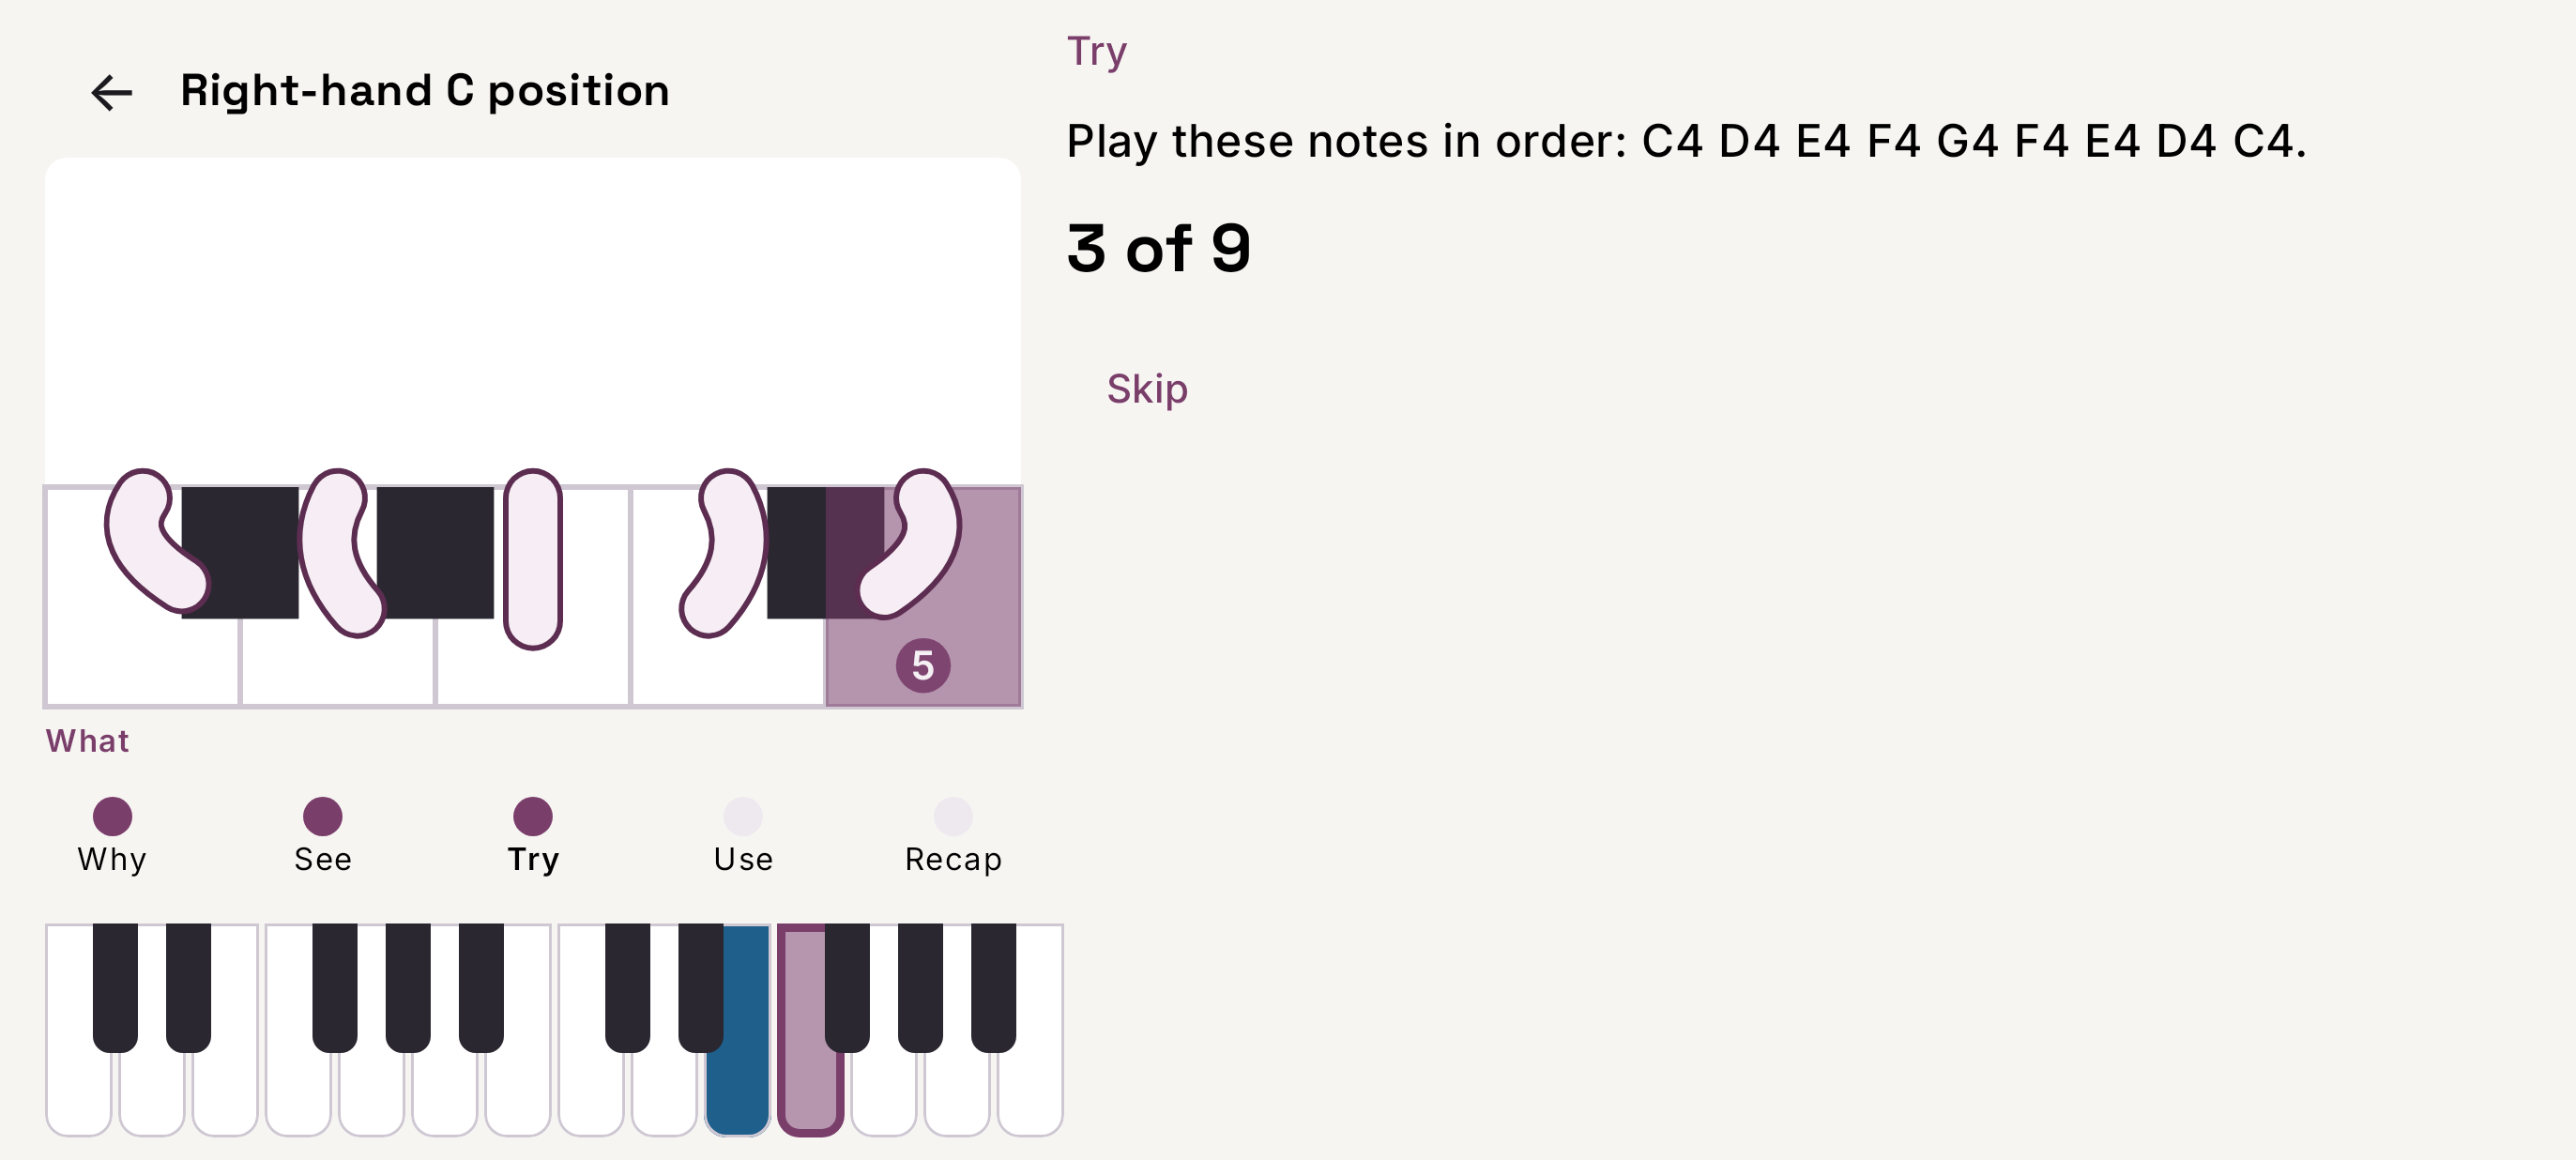 Right-hand C position
5
What
Why
See
Try
Use
Recap
Try
Play these notes in order: C4 D4 E4 F4 G4 F4 E4 D4 C4.
3 of 9
Skip